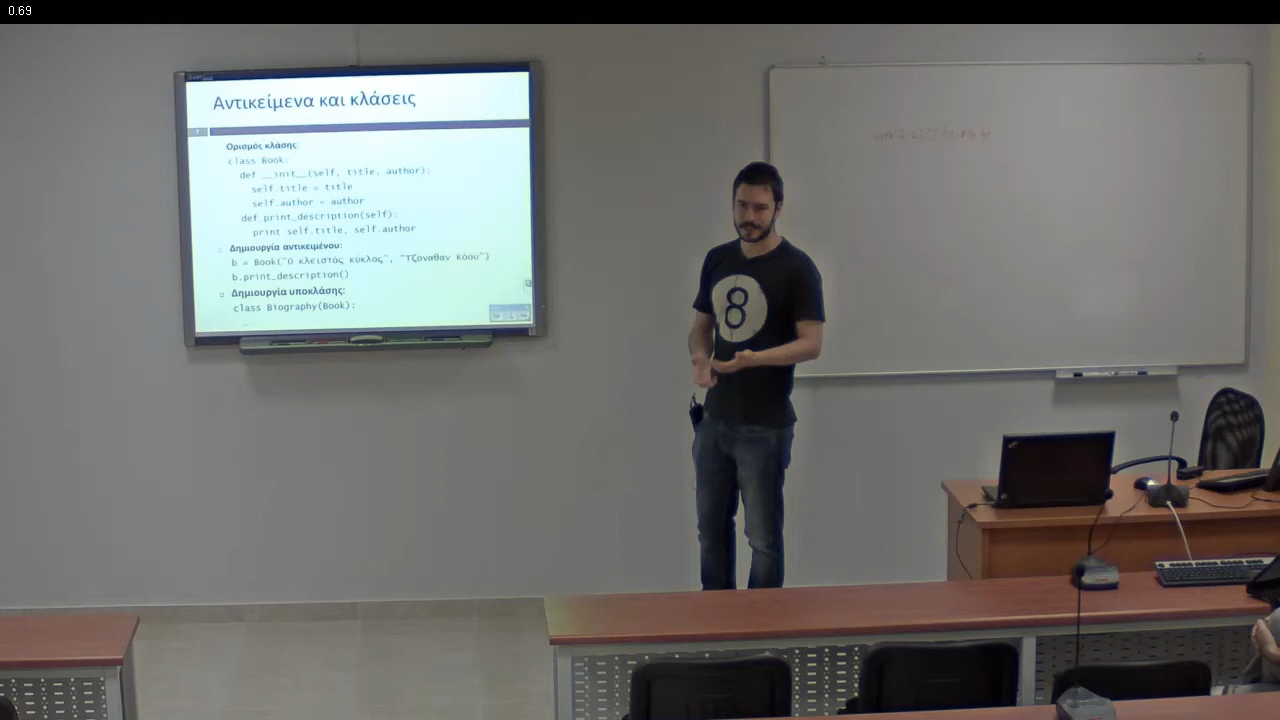 0.69
Αντικείμενα και κλάσεις
7
Ορισμός κλάσης:
class Book:
def __init__(self, title, author):
self.title = title
self.author = author
def print_description(self):
print self.title, self.author
Δημιουργία αντικειμένου:
b = Book("Ο κλειστός κύκλος", "Τζόναθαν Κόου")
b.print_description()
Δημιουργία υποκλάσης:
class Biography(Book):
8